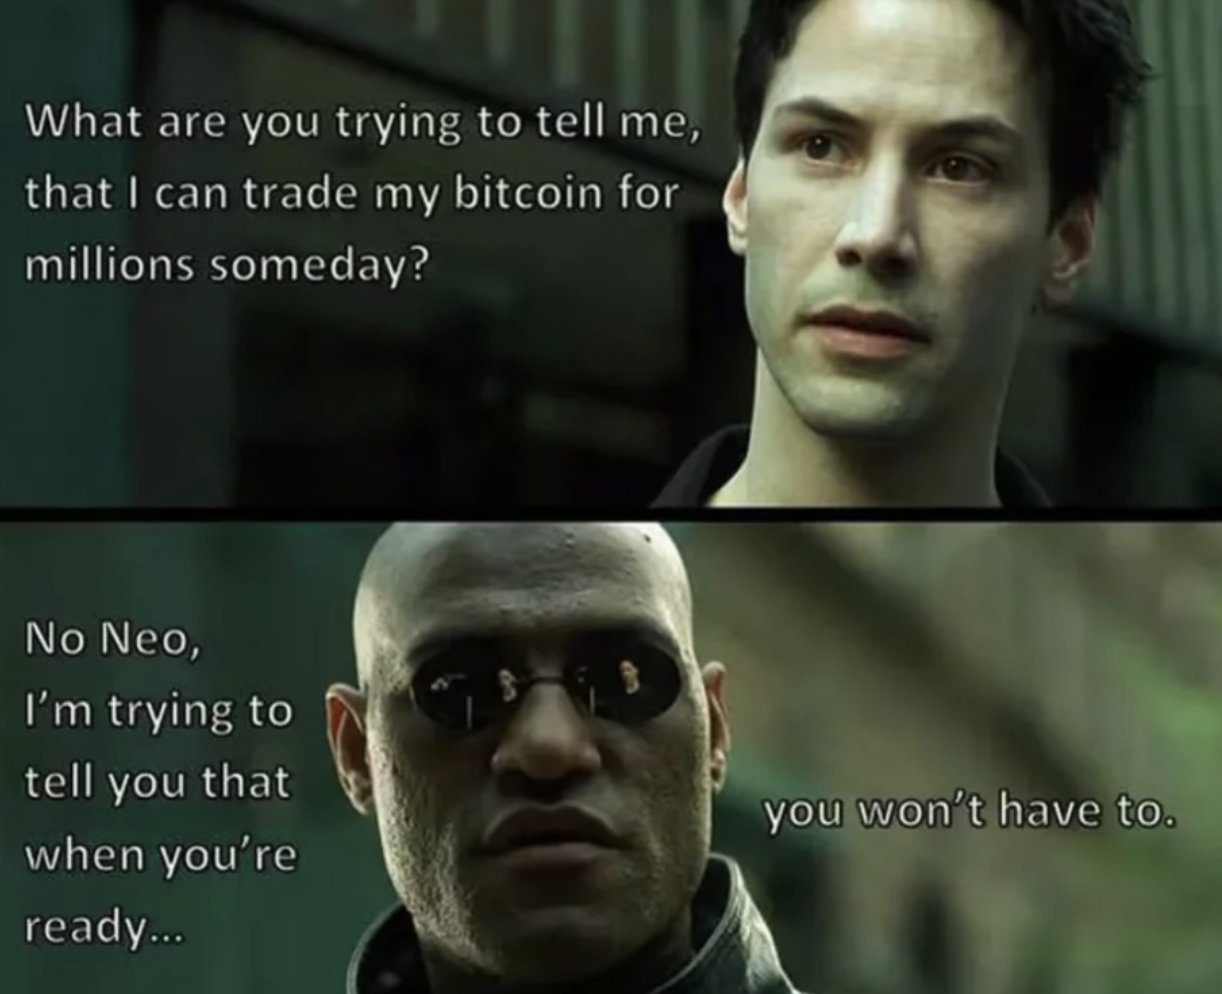 What are you trying to tell me,
that I can trade my bitcoin for
millions someday?
No Neo,
I'm trying to
tell you that
when you're
ready...
you won't have to.